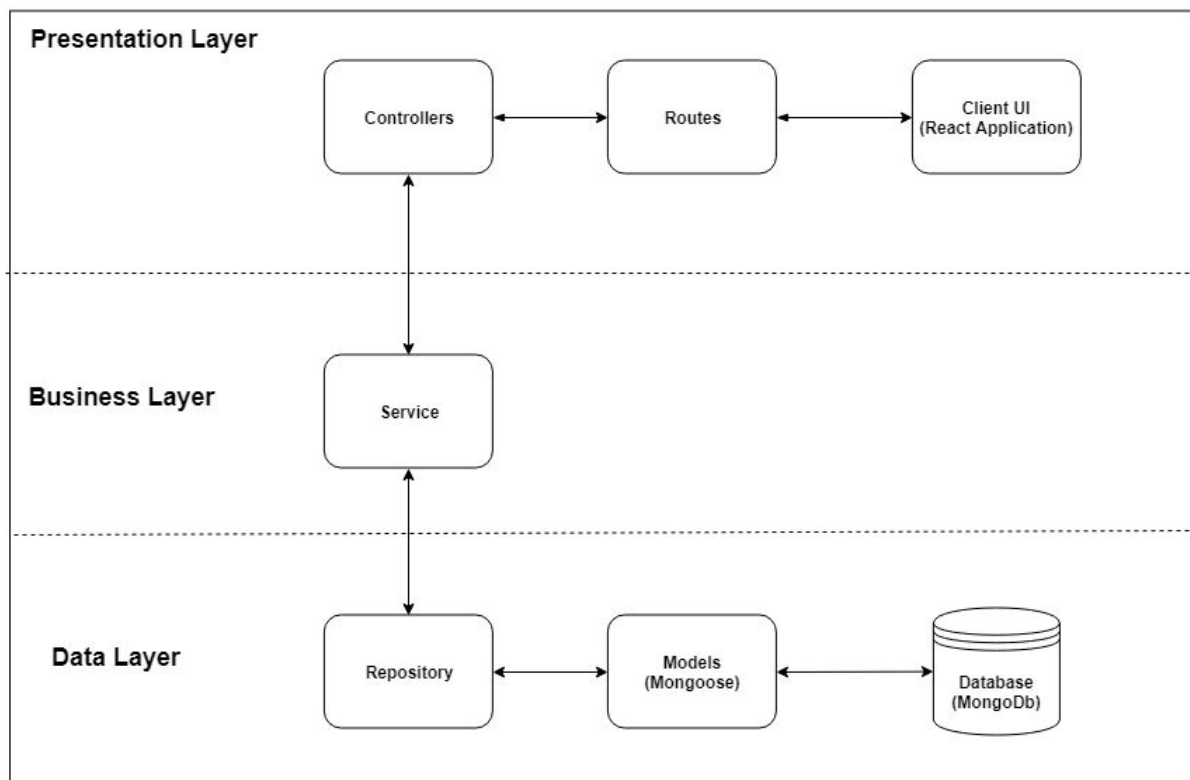 Presentation Layer
Controllers
Routes
Client UI
(React Application)
Business Layer
Service
Data Layer
Repository
Models
(Mongoose)
Database
(MongoDb)